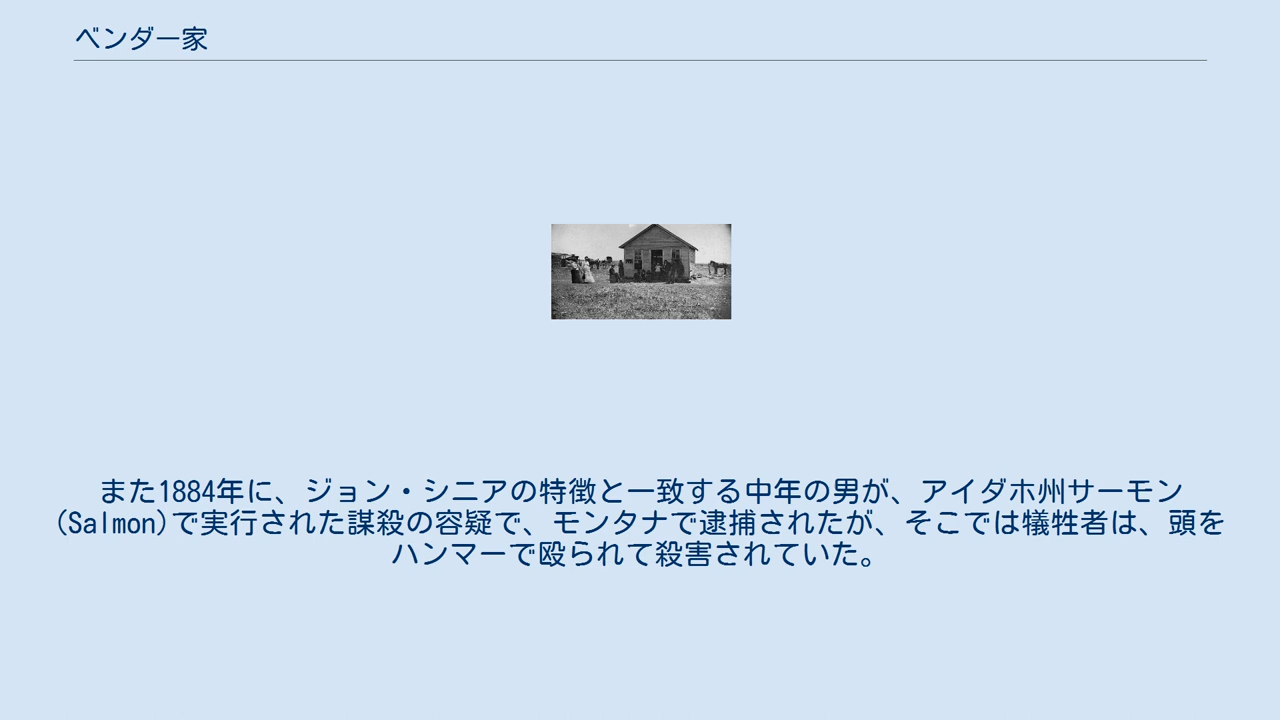 ベンダー家
また1884年に、ジョン・シニアの特徴と一致する中年の男が、アイダホ州サーモン
(Salmon)で実行された謀殺の容疑で、モンタナで逮捕されたが、そこでは犠牲者は、頭を
ハンマーで殴られて殺害されていた。